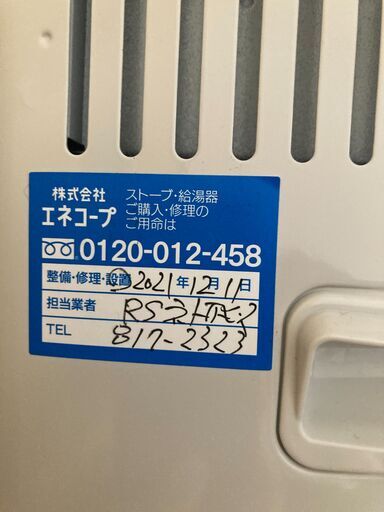 株式会社
エネコープ
ストーブ・給湯器
ご購入・修理の
ご用命は
0120-012-458
整備・修理・設置 2021年12月11日
担当業者 RS
TEL 817-2323